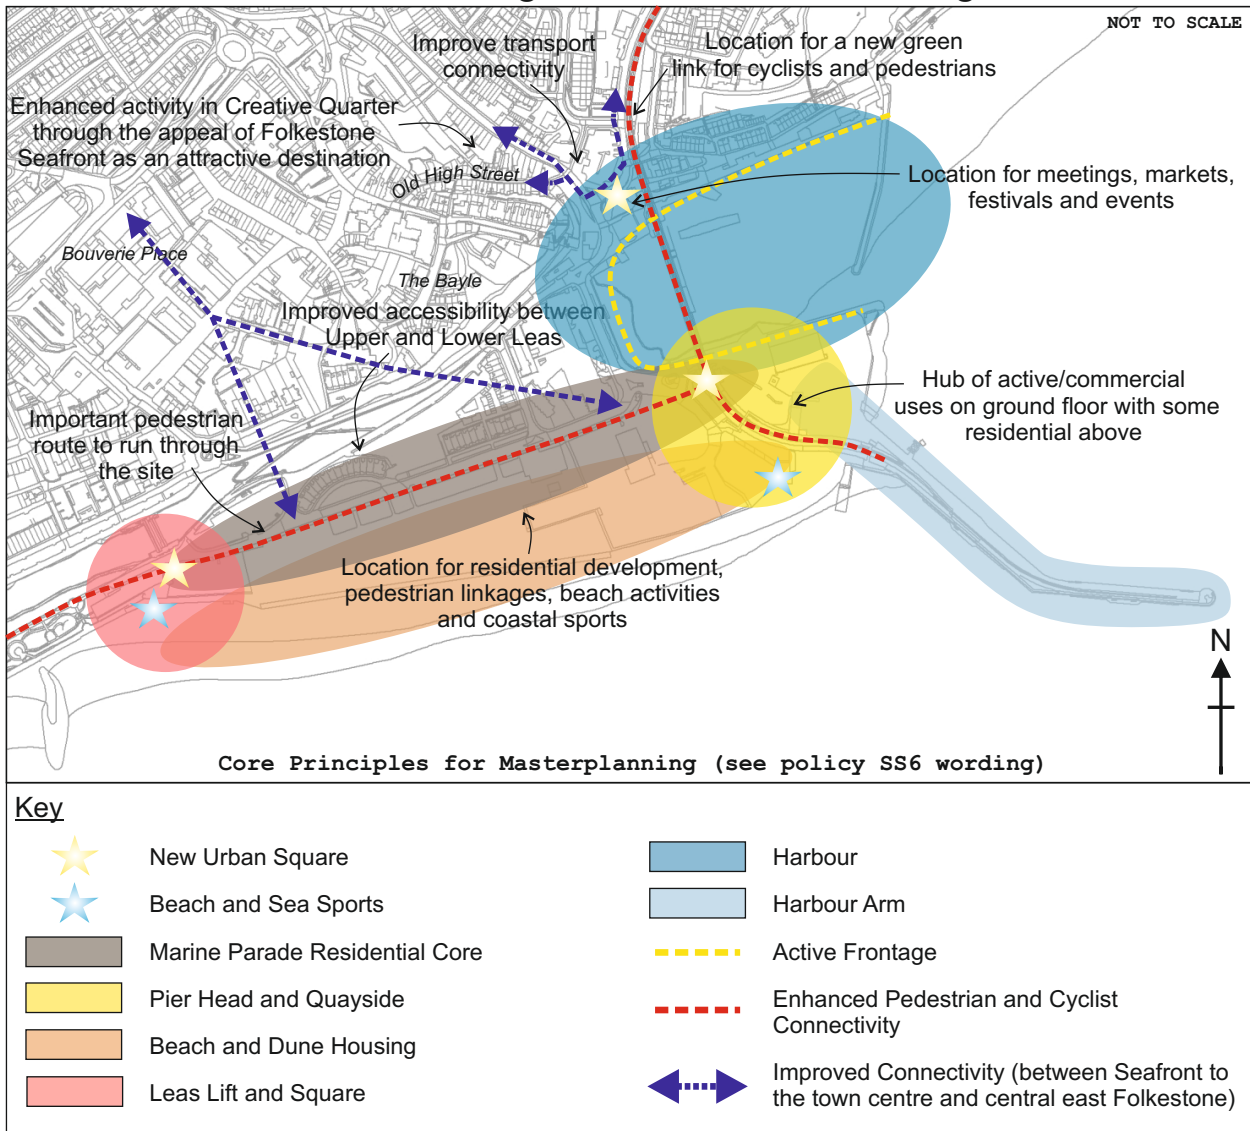 NOT TO SCALE
Improve transport
connectivity
Location for a new green
link for cyclists and pedestrians
Enhanced activity in Creative Quarter
through the appeal of Folkestone
Seafront as an attractive destination
Old High Street
Location for meetings, markets,
festivals and events
Bouverie Place
The Bayle
Improved accessibility between
Upper and Lower Leas
Hub of active/commercial
uses on ground floor with some
residential above
Important pedestrian
route to run through
the site
Location for residential development,
pedestrian linkages, beach activities
and coastal sports
N
Core Principles for Masterplanning (see policy SS6 wording)
Key
New Urban Square
Beach and Sea Sports
Marine Parade Residential Core
Pier Head and Quayside
Beach and Dune Housing
Leas Lift and Square
Harbour
Harbour Arm
Active Frontage
Enhanced Pedestrian and Cyclist
Connectivity
Improved Connectivity (between Seafront to
the town centre and central east Folkestone)